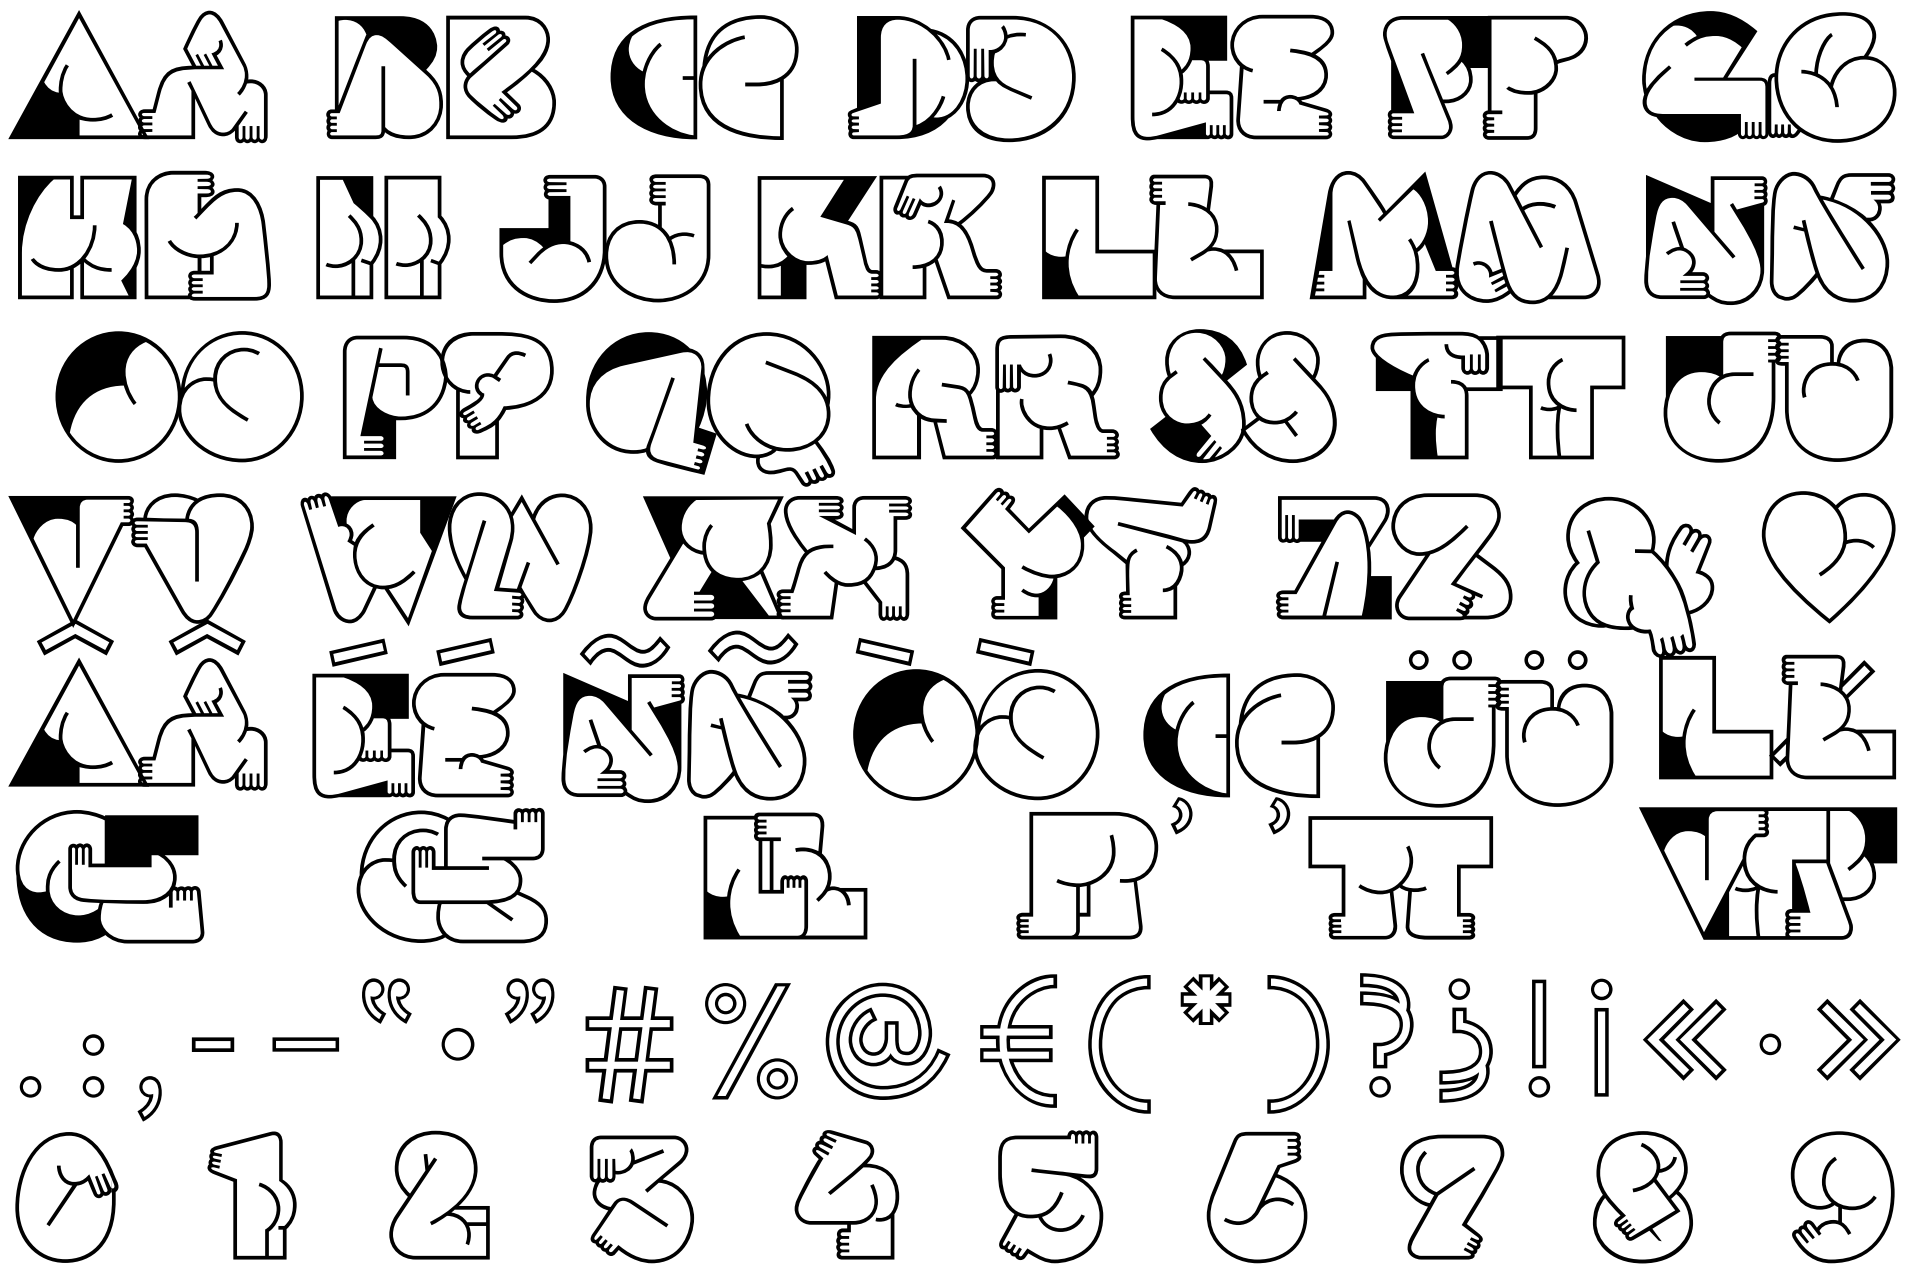 AA BB CC DD EE FF GG
HH II JJ KK LL MM NN
OO PP QQ RR SS TT UU
VV WW XX YY ZZ
ÂÂ ÉÉ ÑÑ ÒÒ ÇÇ ÜÜ ŁŁ
. : , - – “ · ” # % @ € ( * ) ? ¿ ! ¡ « · »
0 1 2 3 4 5 6 7 8 9